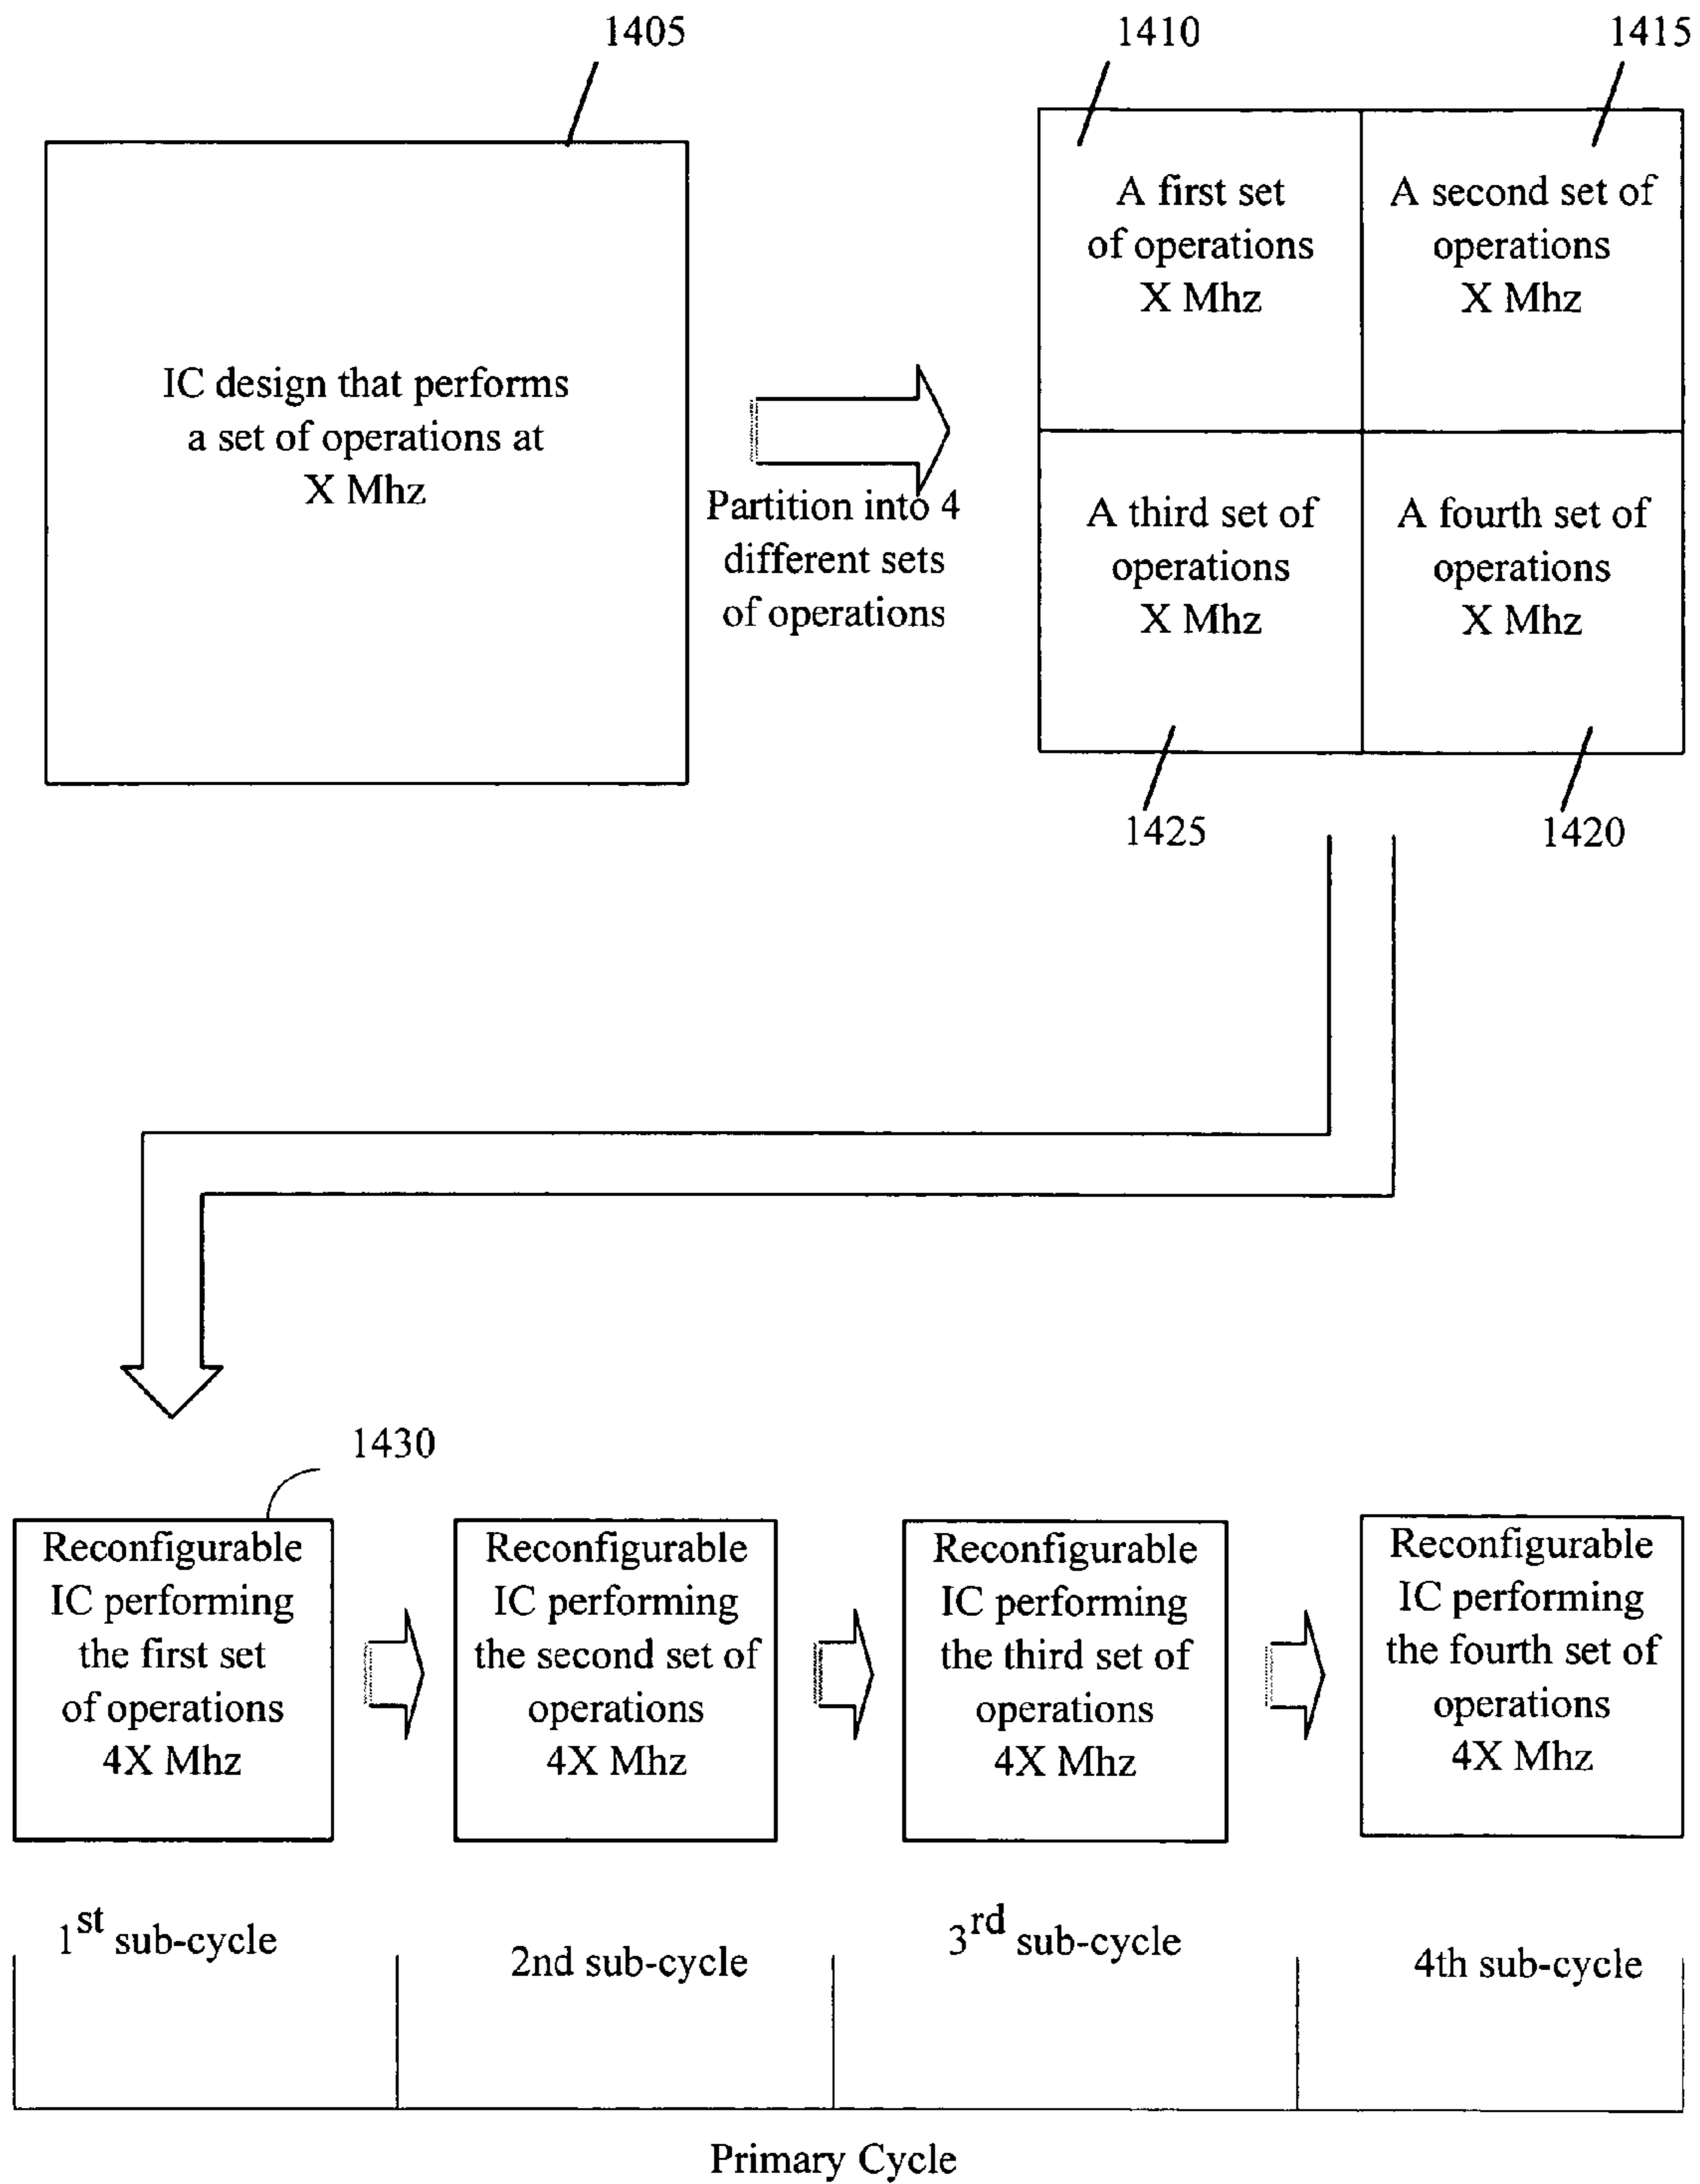 1405
1410
1415
IC design that performs
a set of operations at
X Mhz
Partition into 4
different sets
of operations
A first set
of operations
X Mhz
A second set of
operations
X Mhz
A third set of
operations
X Mhz
A fourth set of
operations
X Mhz
1425
1420
1430
Reconfigurable
IC performing
the first set
of operations
4X Mhz
Reconfigurable
IC performing
the second set of
operations
4X Mhz
Reconfigurable
IC performing
the third set of
operations
4X Mhz
Reconfigurable
IC performing
the fourth set of
operations
4X Mhz
1st sub-cycle
2nd sub-cycle
3rd sub-cycle
4th sub-cycle
Primary Cycle